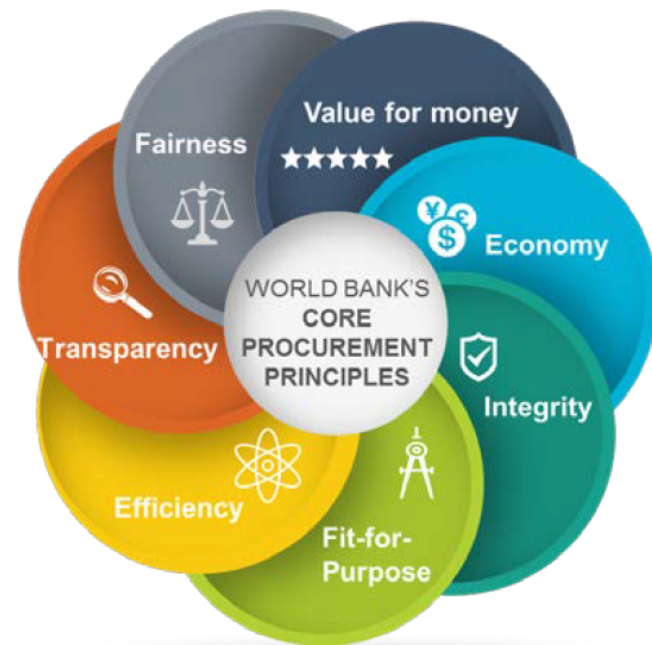 WORLD BANK'S
CORE
PROCUREMENT
PRINCIPLES
Value for money
Economy
Integrity
Fit-for-
Purpose
Efficiency
Transparency
Fairness